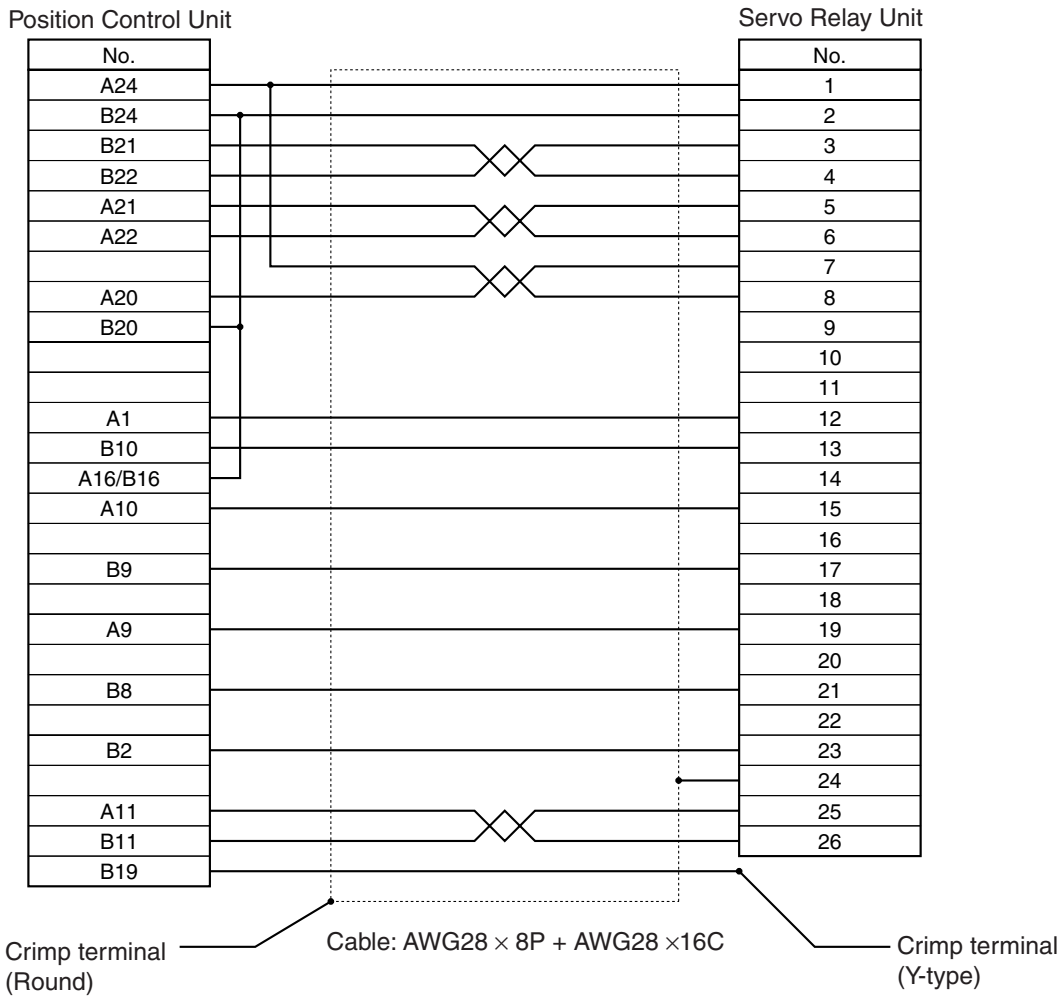 Position Control Unit
Servo Relay Unit
No.
No.
A24
1
B24
2
B21
3
B22
4
A21
5
A22
6
7
A20
8
B20
9
10
11
A1
12
B10
13
A16/B16
14
A10
15
16
B9
17
18
A9
19
20
B8
21
22
B2
23
24
A11
25
B11
26
B19
Crimp terminal
(Round)
Cable: AWG28 × 8P + AWG28 ×16C
Crimp terminal
(Y-type)